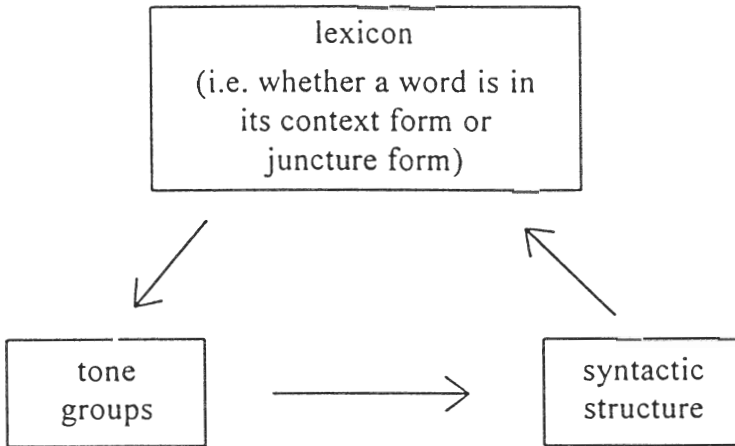 lexicon
(i.e. whether a word is in
its context form or
juncture form)
tone
groups
syntactic
structure